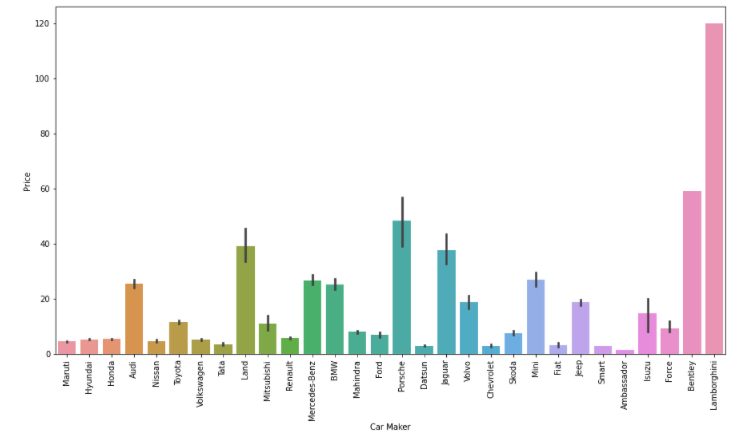 120
100
80
60
40
20
0
Price
Maruti
Hyundai
Honda
Audi
Nissan
Toyota
Volkswagen
Tata
Land
Mitsubishi
Renault
Mercedes-Benz
BMW
Mahindra
Ford
Porsche
Datsun
Jaguar
Volvo
Chevrolet
Skoda
Mini
Fiat
Jeep
Smart
Ambassador
Isuzu
Force
Bentley
Lamborghini
Car Maker